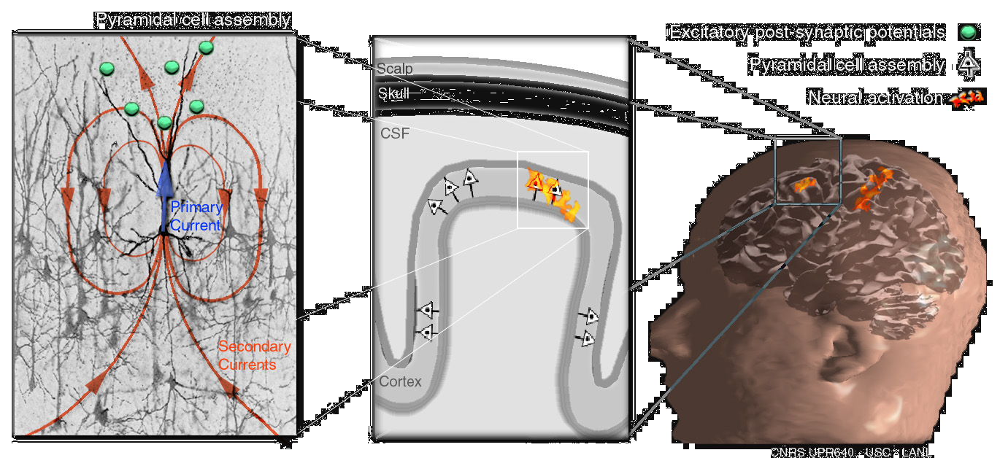 Pyramidal cell assembly
Primary
Current
Secondary
Currents
Scalp
Skull
CSF
Cortex
Excitatory post-synaptic potentials
Pyramidal cell assembly
Neural activation
CNRS UPR640 - USC - LANL